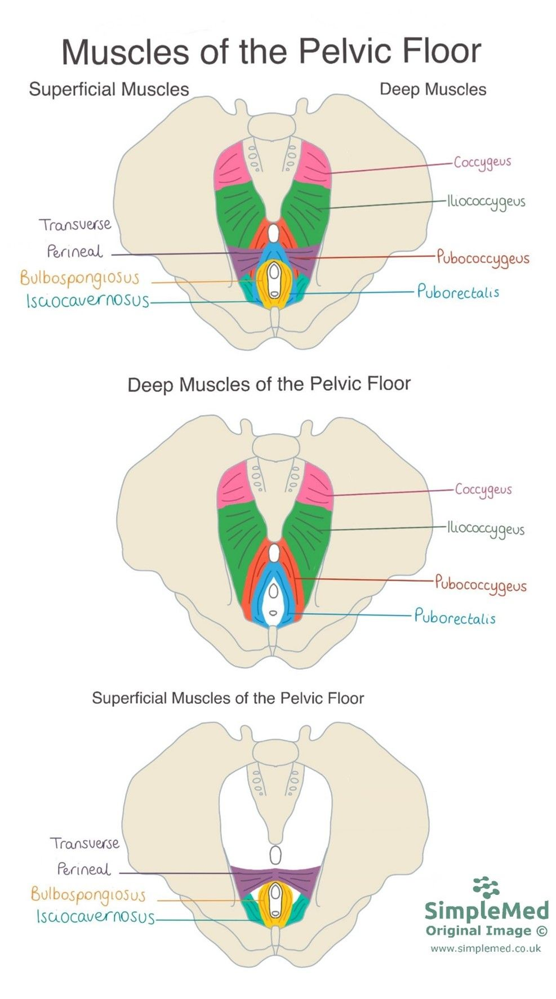 Muscles of the Pelvic Floor
Superficial Muscles
Deep Muscles
Coccygeus
Iliococcygeus
Transverse
Perineal
Pubococcygeus
Bulbospongiosus
Puborectalis
Isciocavernosus
Deep Muscles of the Pelvic Floor
Coccygeus
Iliococcygeus
Pubococcygeus
Puborectalis
Superficial Muscles of the Pelvic Floor
Transverse
Perineal
Bulbospongiosus
Isciocavernosus
SimpleMed
Original Image ©
www.simplemed.co.uk